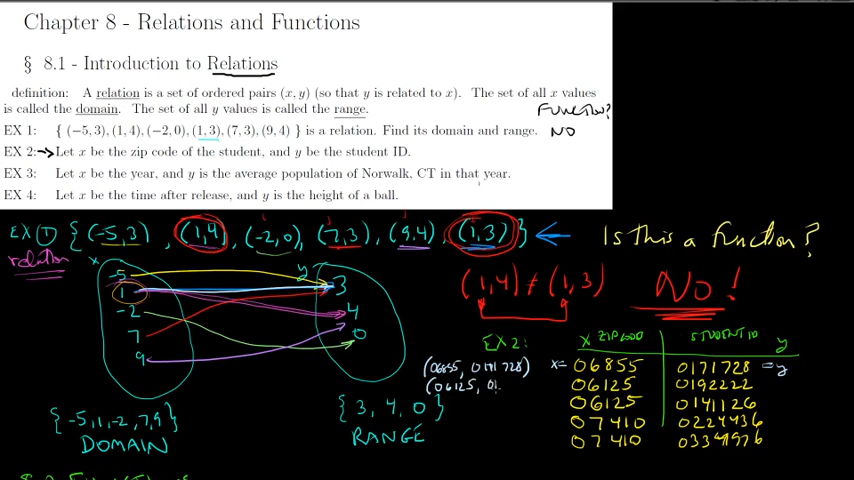 Chapter 8 - Relations and Functions
§ 8.1 - Introduction to Relations
definition: A relation is a set of ordered pairs (x, y) (so that y is related to x). The set of all x values
is called the domain. The set of all y values is called the range.
FUNCTION?
EX 1: { (−5, 3), (1, 4), (−2, 0), (1, 3), (7, 3), (9, 4) } is a relation. Find its domain and range. NO
EX 2: Let x be the zip code of the student, and y be the student ID.
EX 3: Let x be the year, and y is the average population of Norwalk, CT in that year.
EX 4: Let x be the time after release, and y is the height of a ball.
EX 1 { (-5,3), (1,4), (-2,0), (7,3), (9,4), (1,3) } Is this a function?
relation
x y
-5 3
1 4
-2 0
7
9
(1,4) ≠ (1,3) NO!
{-5,1,-2,7,9} {3, 4, 0}
DOMAIN RANGE
EX 2: X ZIP CODE STUDENT ID y
(06855, 0171728) x= 06855 0171728 =y
(06125, 01 06125 0192222
06125 0141126
07410 0224436
07410